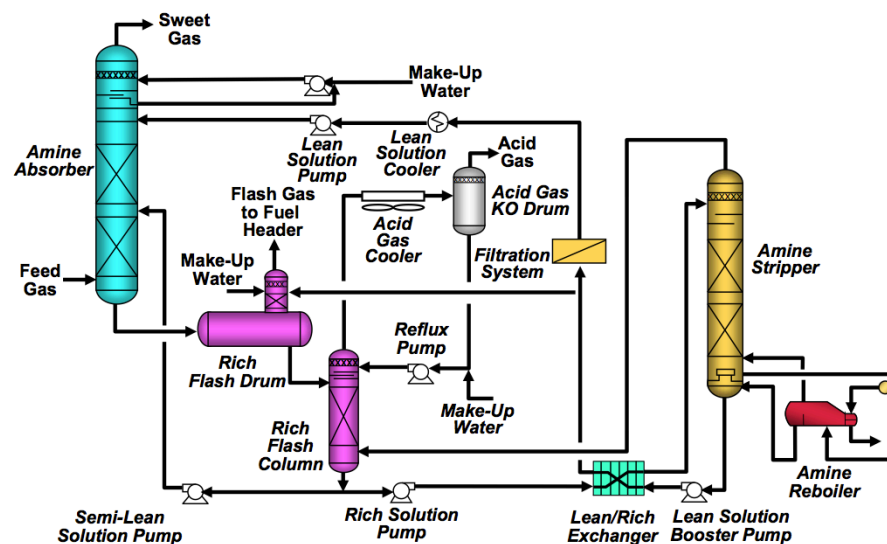 Sweet
Gas
Make-Up
Water
Amine
Absorber
Lean
Solution
Pump
Lean
Solution
Cooler
Acid
Gas
Flash Gas
to Fuel
Header
Acid Gas
KO Drum
Acid
Gas
Cooler
Filtration
System
Amine
Stripper
Feed
Gas
Make-Up
Water
Reflux
Pump
Rich
Flash Drum
Make-Up
Water
Rich
Flash
Column
Amine
Reboiler
Semi-Lean
Solution Pump
Rich Solution
Pump
Lean/Rich
Exchanger
Lean Solution
Booster Pump